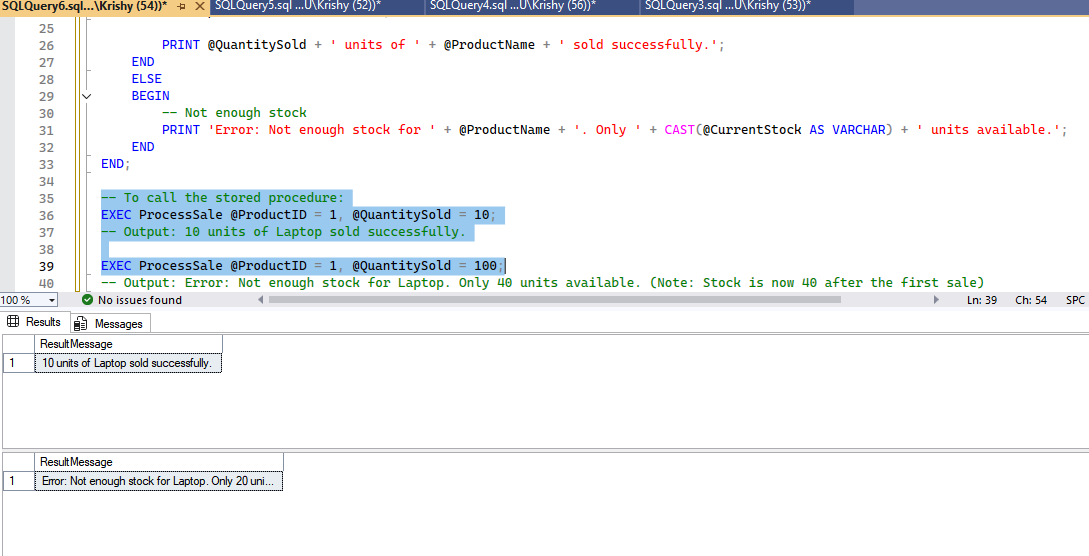 SQLQuery6.sql...\Krishy (54))* SQLQuery5.sql ...U\Krishy (52))* SQLQuery4.sql ...U\Krishy (56))* SQLQuery3.sql ...U\Krishy (53))*
25
26 PRINT @QuantitySold + ' units of ' + @ProductName + ' sold successfully.';
27 END
28 ELSE
29 BEGIN
30 -- Not enough stock
31 PRINT 'Error: Not enough stock for ' + @ProductName + '. Only ' + CAST(@CurrentStock AS VARCHAR) + ' units available.';
32 END
33 END;
34
35 -- To call the stored procedure:
36 EXEC ProcessSale @ProductID = 1, @QuantitySold = 10;
37 -- Output: 10 units of Laptop sold successfully.
38
39 EXEC ProcessSale @ProductID = 1, @QuantitySold = 100;
40 -- Output: Error: Not enough stock for Laptop. Only 40 units available. (Note: Stock is now 40 after the first sale)
100 % No issues found Ln: 39 Ch: 54 SPC
Results Messages
ResultMessage
1 10 units of Laptop sold successfully.
ResultMessage
1 Error: Not enough stock for Laptop. Only 20 uni...